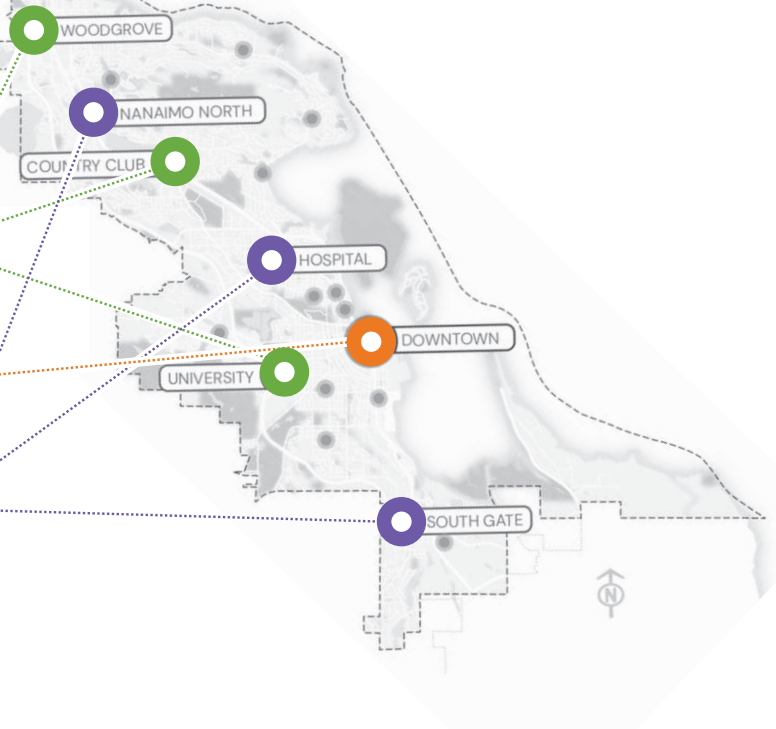 WOODGROVE
NANAIMO NORTH
COUNTRY CLUB
HOSPITAL
DOWNTOWN
UNIVERSITY
SOUTH GATE
N